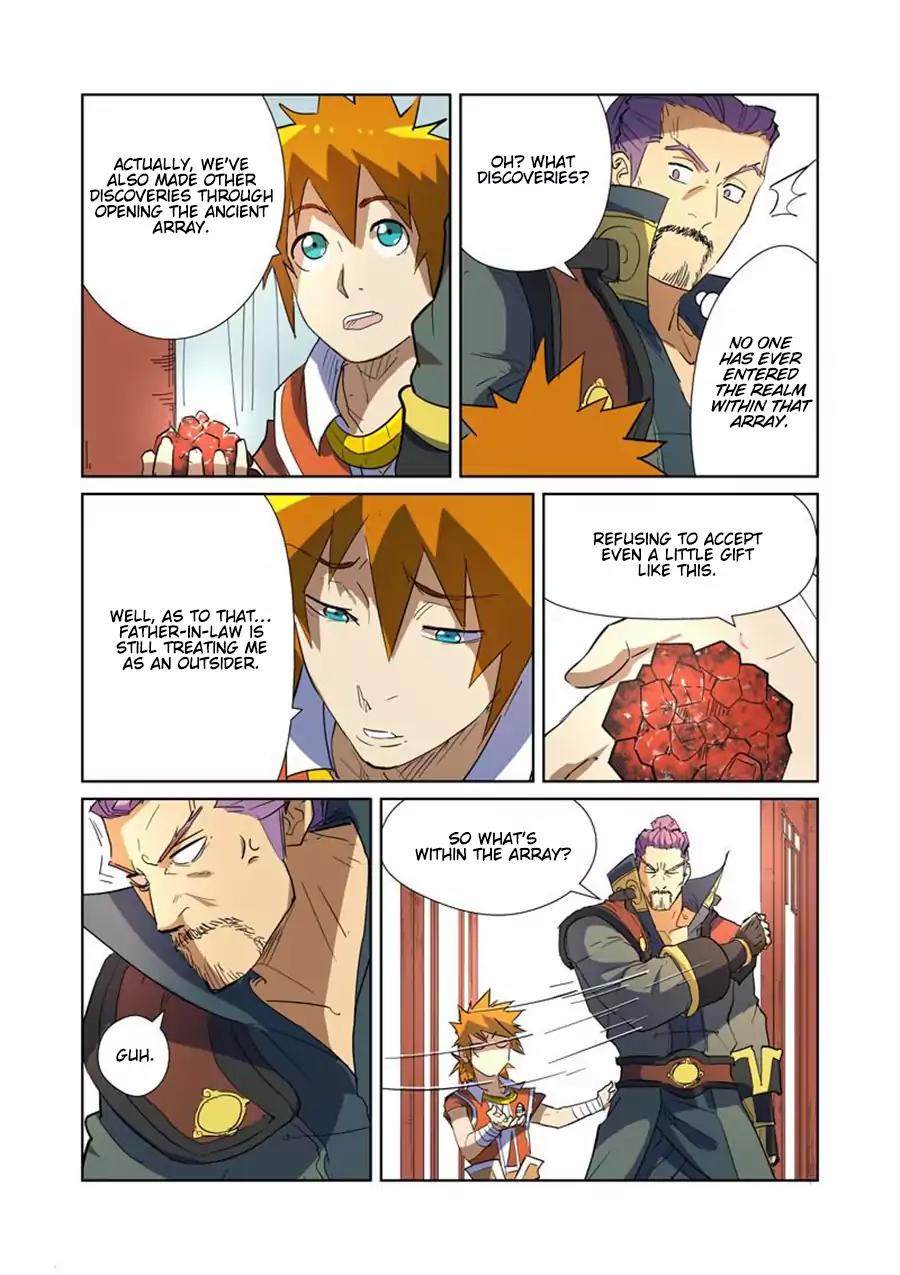 ACTUALLY, WE'VE
ALSO MADE OTHER
DISCOVERIES THROUGH
OPENING THE ANCIENT
ARRAY.
OH? WHAT
DISCOVERIES?
NO ONE
HAS EVER
ENTERED
THE REALM
WITHIN THAT
ARRAY.
WELL, AS TO THAT...
FATHER-IN-LAW IS
STILL TREATING ME
AS AN OUTSIDER.
REFUSING TO ACCEPT
EVEN A LITTLE GIFT
LIKE THIS.
GUH.
SO WHAT'S
WITHIN THE ARRAY?